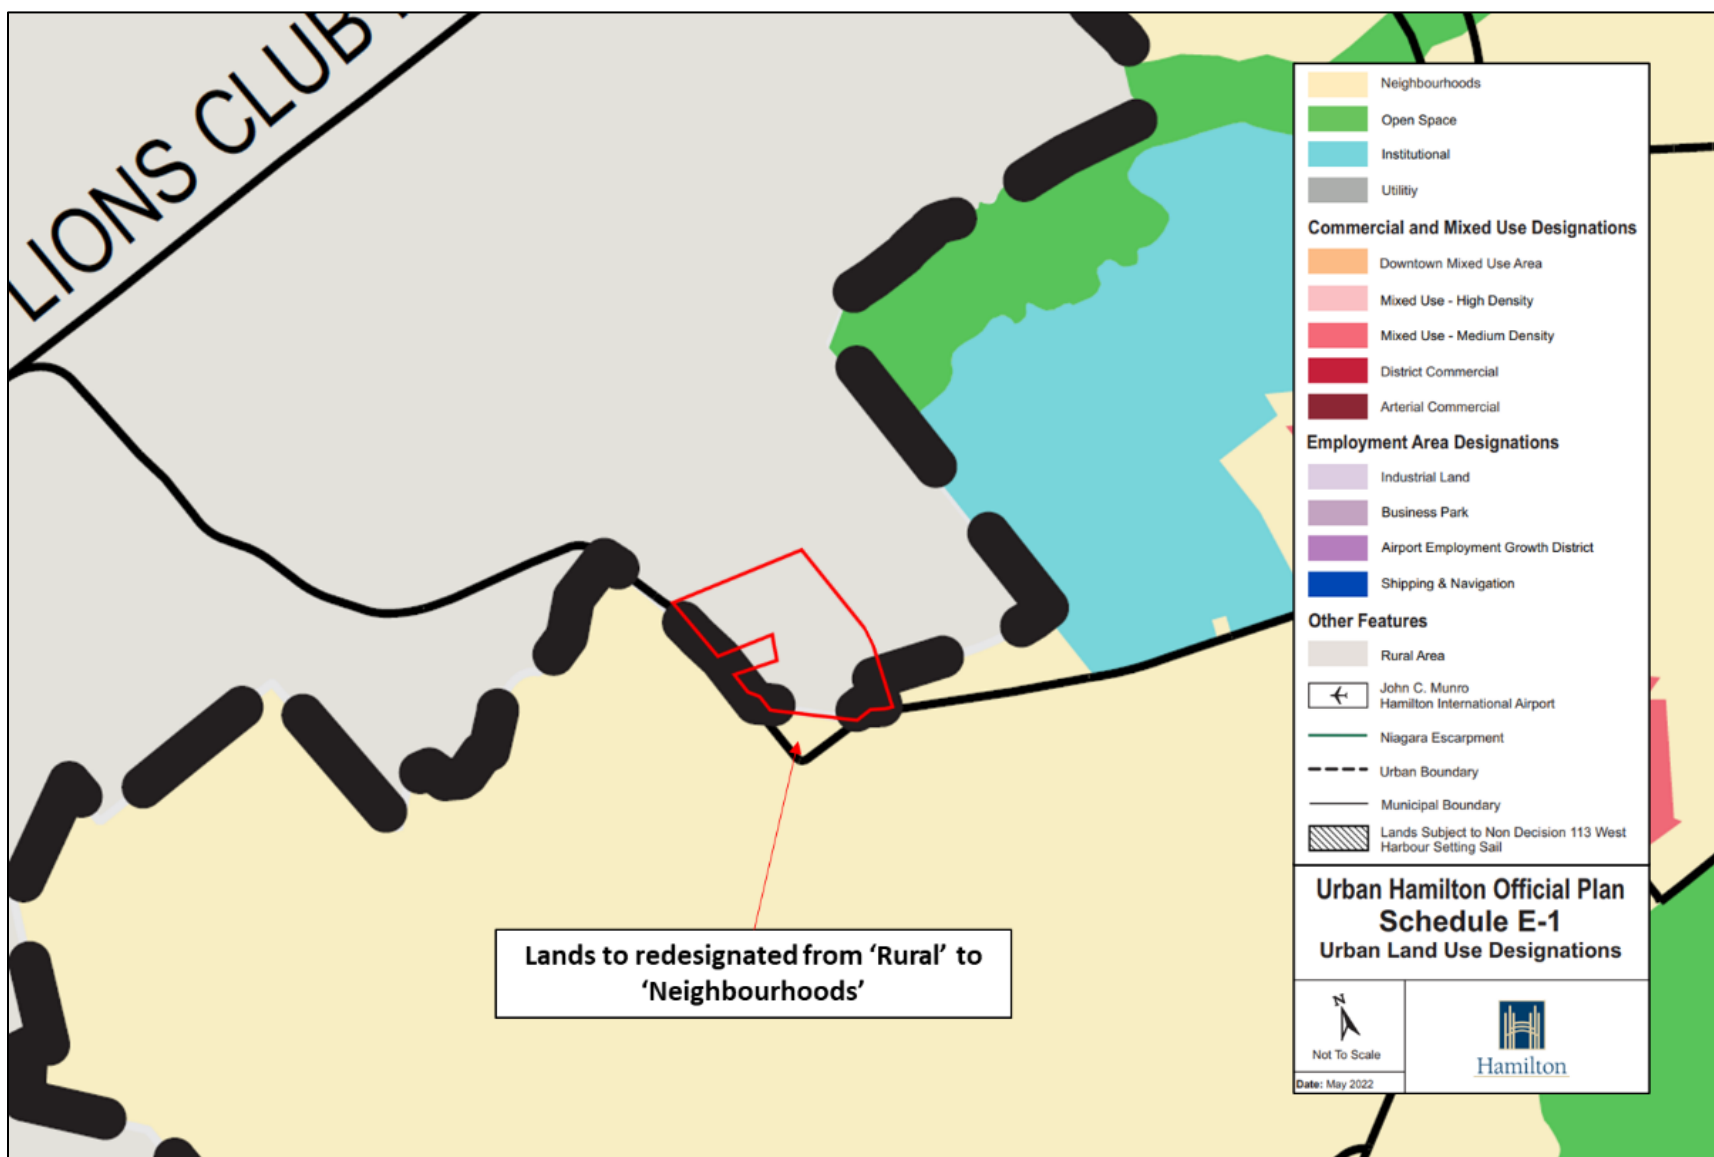 LIONS CLUB
Neighbourhoods
Open Space
Institutional
Utilitiy
Commercial and Mixed Use Designations
Downtown Mixed Use Area
Mixed Use - High Density
Mixed Use - Medium Density
District Commercial
Arterial Commercial
Employment Area Designations
Industrial Land
Business Park
Airport Employment Growth District
Shipping & Navigation
Other Features
Rural Area
John C. Munro
Hamilton International Airport
Niagara Escarpment
Urban Boundary
Municipal Boundary
Lands Subject to Non Decision 113 West
Harbour Setting Sail
Urban Hamilton Official Plan
Schedule E-1
Urban Land Use Designations
N
Not To Scale
Date: May 2022
Hamilton
Lands to redesignated from ‘Rural’ to
‘Neighbourhoods’